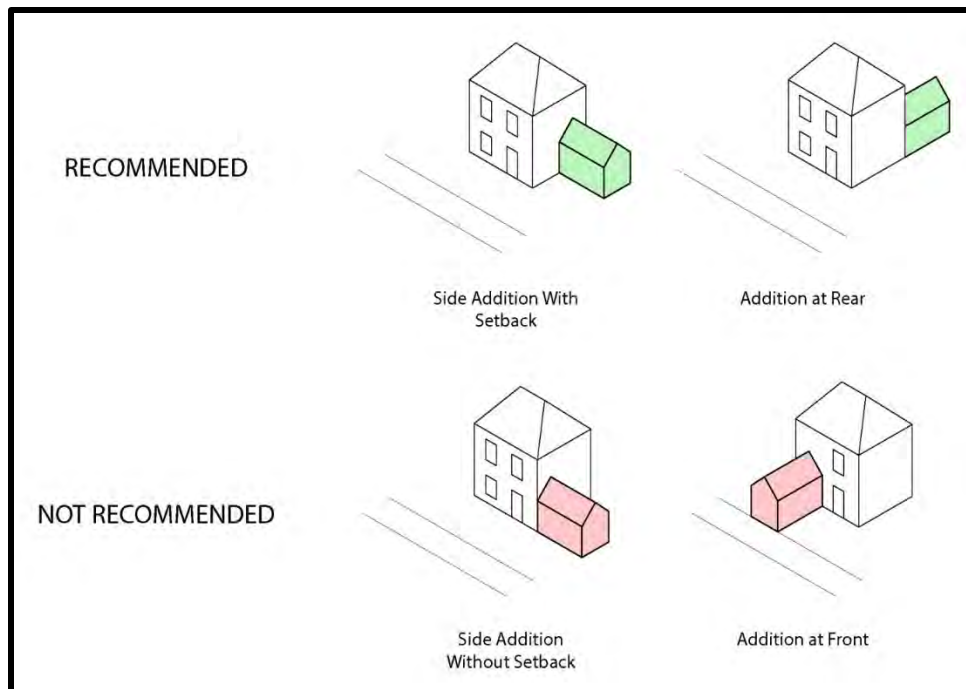 RECOMMENDED
Side Addition With
Setback
Addition at Rear
NOT RECOMMENDED
Side Addition
Without Setback
Addition at Front